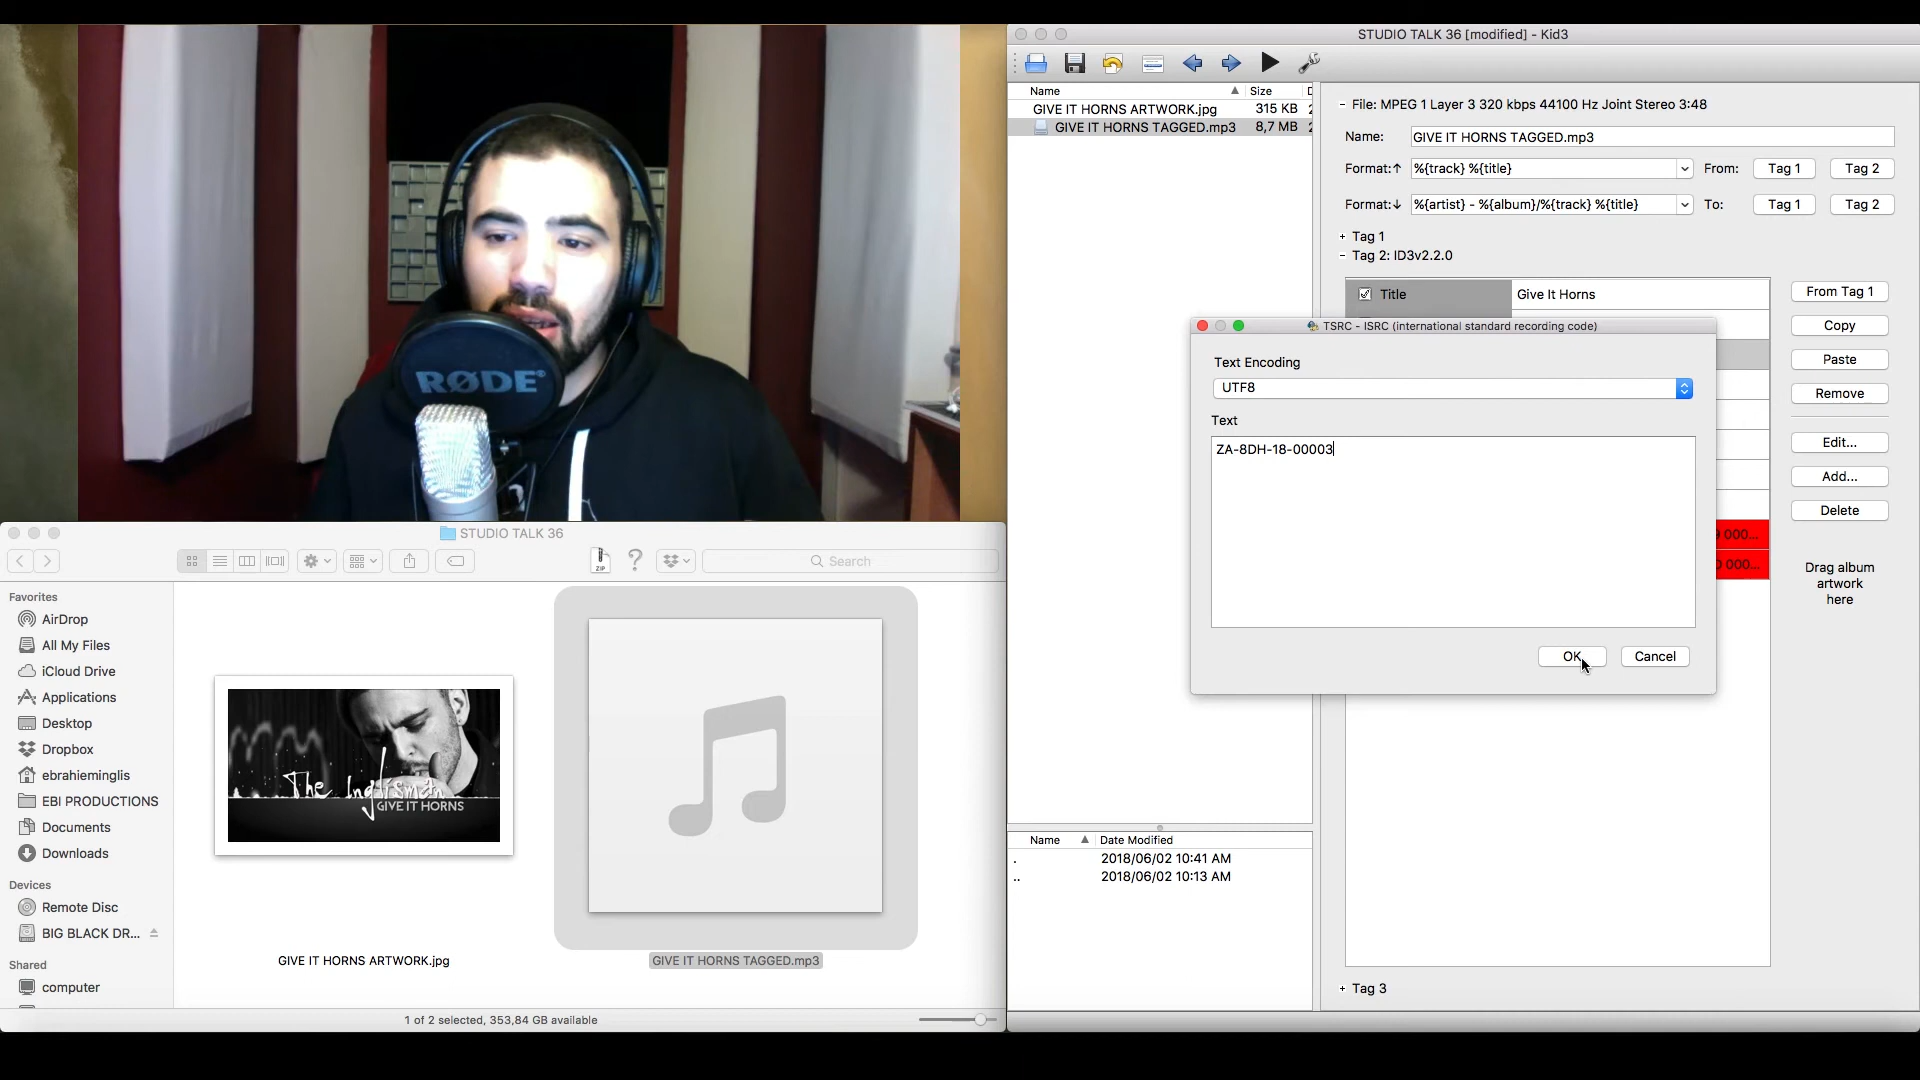 RØDE
STUDIO TALK 36
Search
Favorites
AirDrop
All My Files
iCloud Drive
Applications
Desktop
Dropbox
ebrahieminglis
EBI PRODUCTIONS
Documents
Downloads
Devices
Remote Disc
BIG BLACK DR...
Shared
computer
ZIP
The Inglisman
GIVE IT HORNS
GIVE IT HORNS ARTWORK.jpg
GIVE IT HORNS TAGGED.mp3
1 of 2 selected, 353,84 GB available
STUDIO TALK 36 [modified] - Kid3
Name Size
GIVE IT HORNS ARTWORK.jpg 315 KB
GIVE IT HORNS TAGGED.mp3 8,7 MB
Name Date Modified
. 2018/06/02 10:41 AM
.. 2018/06/02 10:13 AM
- File: MPEG 1 Layer 3 320 kbps 44100 Hz Joint Stereo 3:48
Name: GIVE IT HORNS TAGGED.mp3
Format:↑ %{track} %{title} From: Tag 1 Tag 2
Format:↓ %{artist} - %{album}/%{track} %{title} To: Tag 1 Tag 2
+ Tag 1
- Tag 2: ID3v2.2.0
Title Give It Horns
From Tag 1
Copy
Paste
Remove
Edit...
Add...
Delete
Drag album
artwork
here
TSRC - ISRC (international standard recording code)
Text Encoding
UTF8
Text
ZA-8DH-18-00003
OK Cancel
+ Tag 3